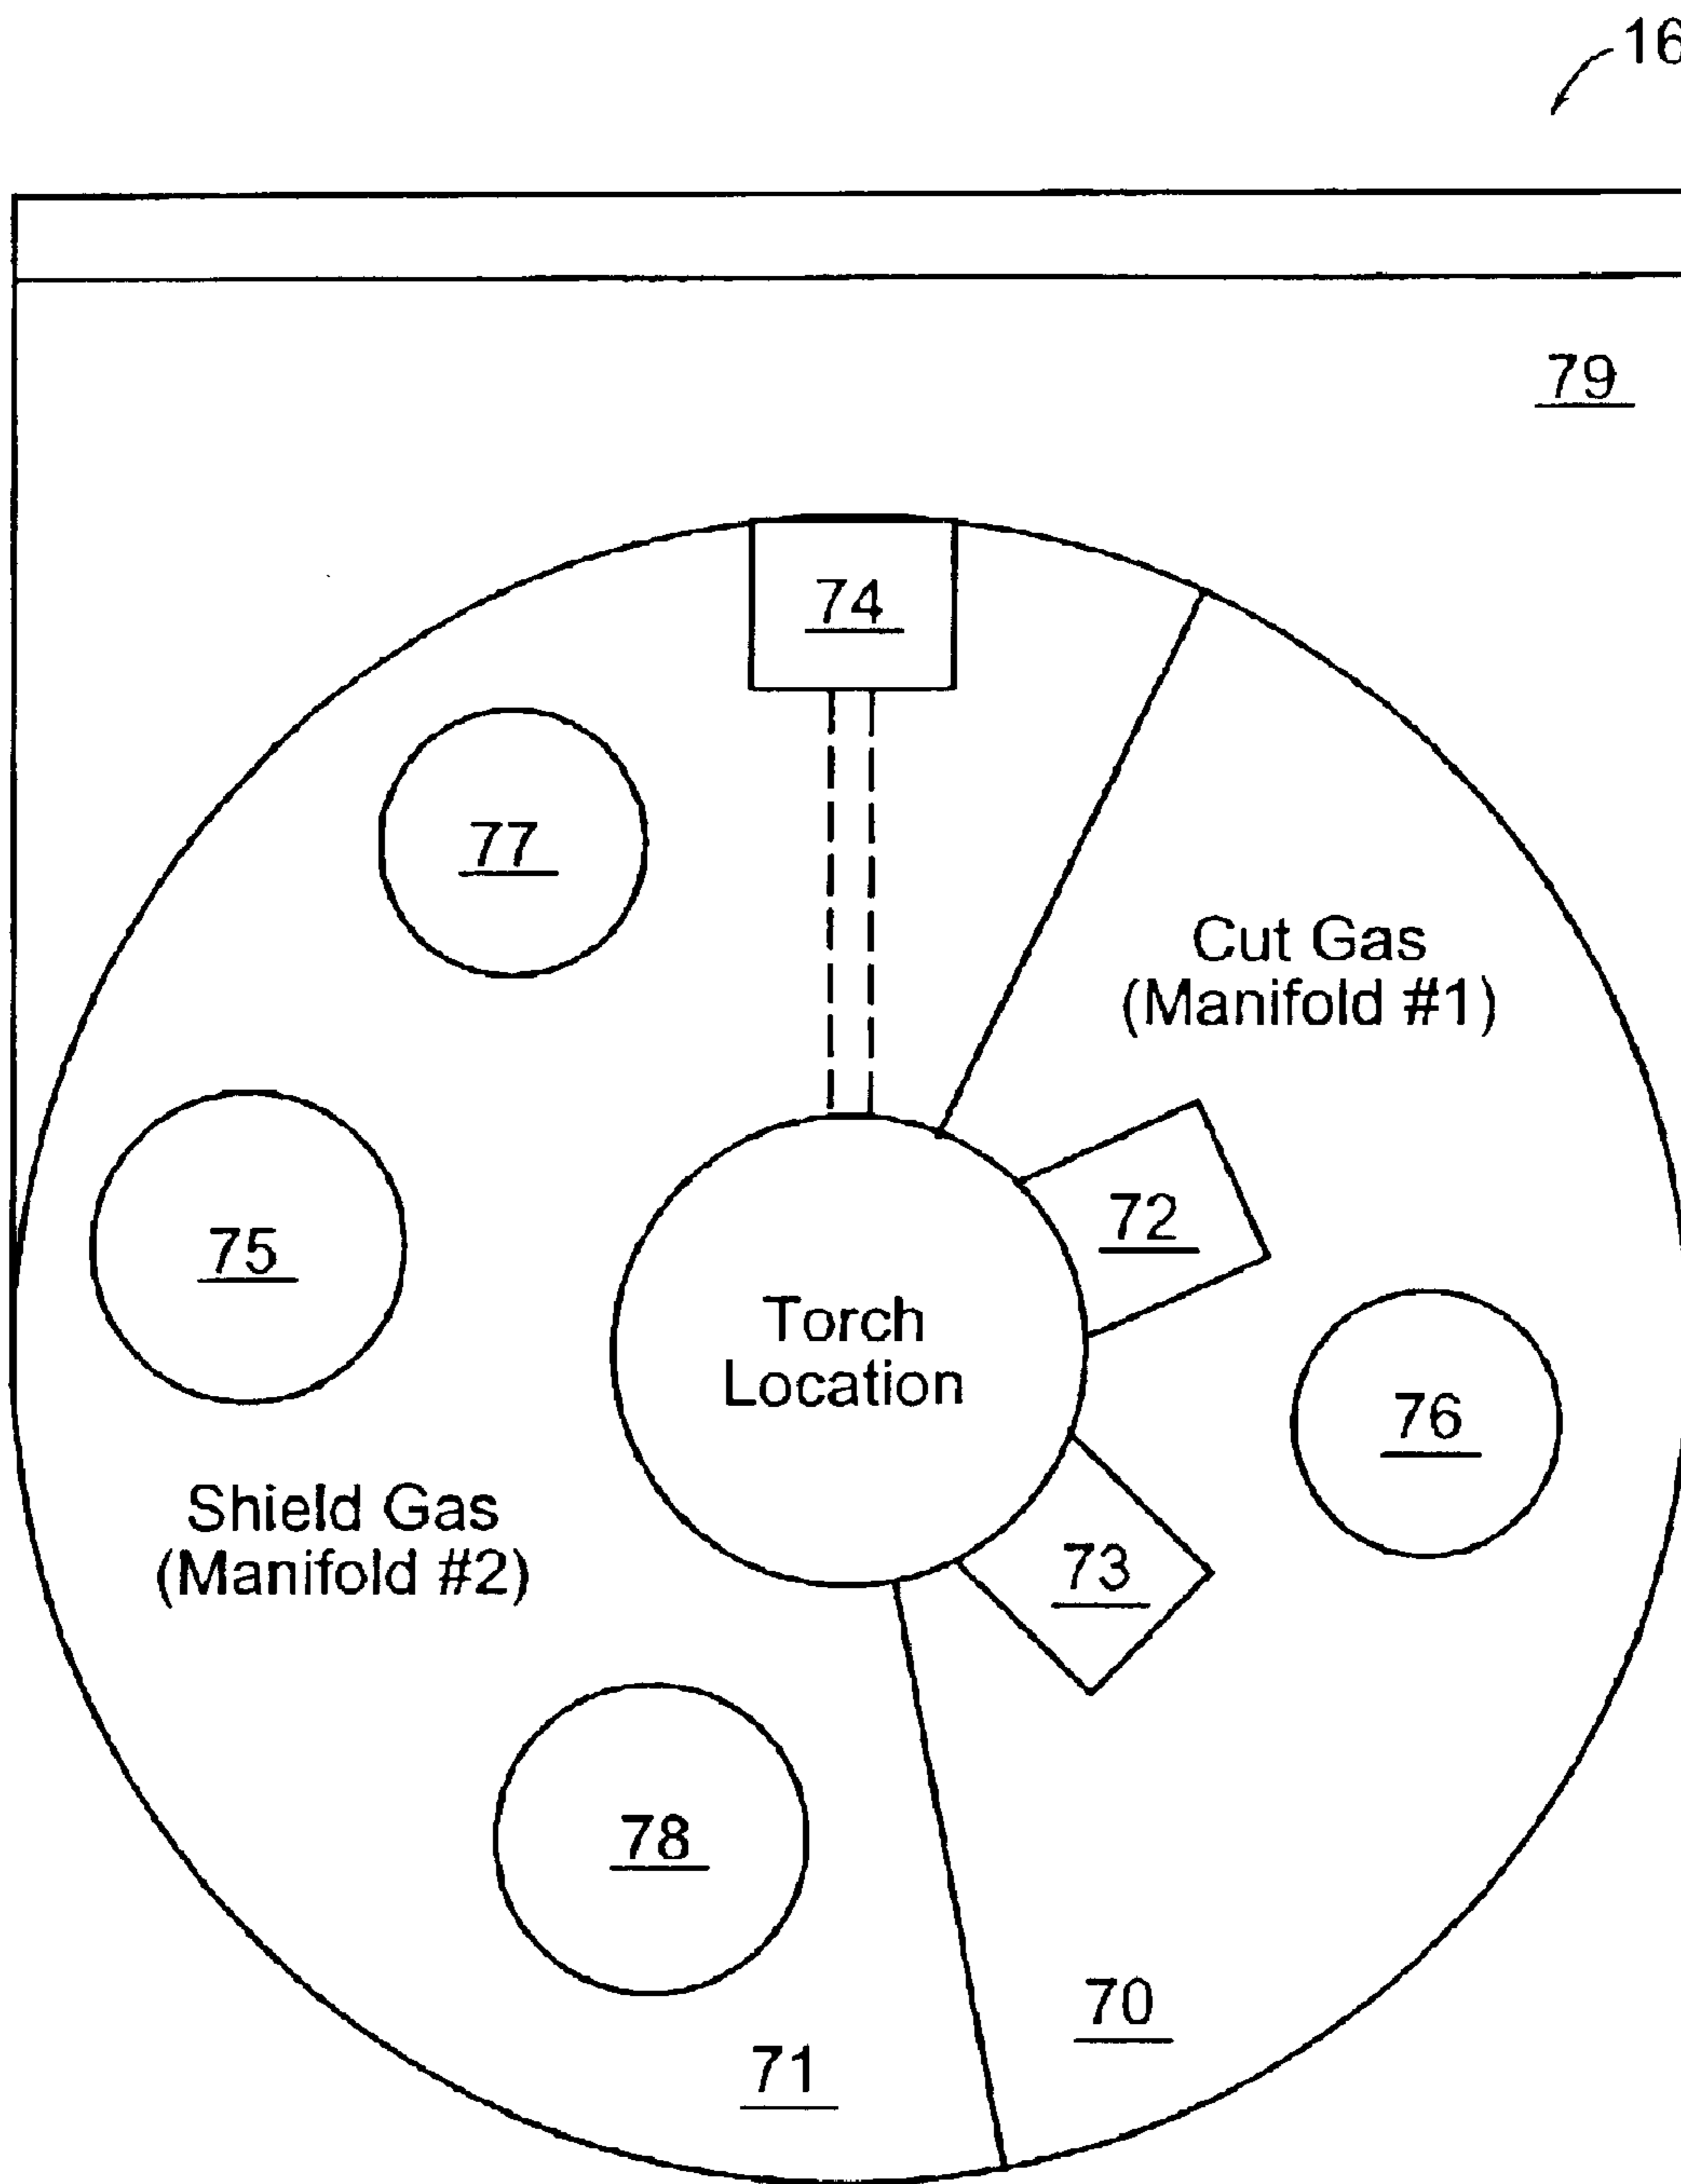 16
79
74
77
Cut Gas
(Manifold #1)
72
75
Torch
Location
76
Shield Gas
(Manifold #2)
73
78
70
71